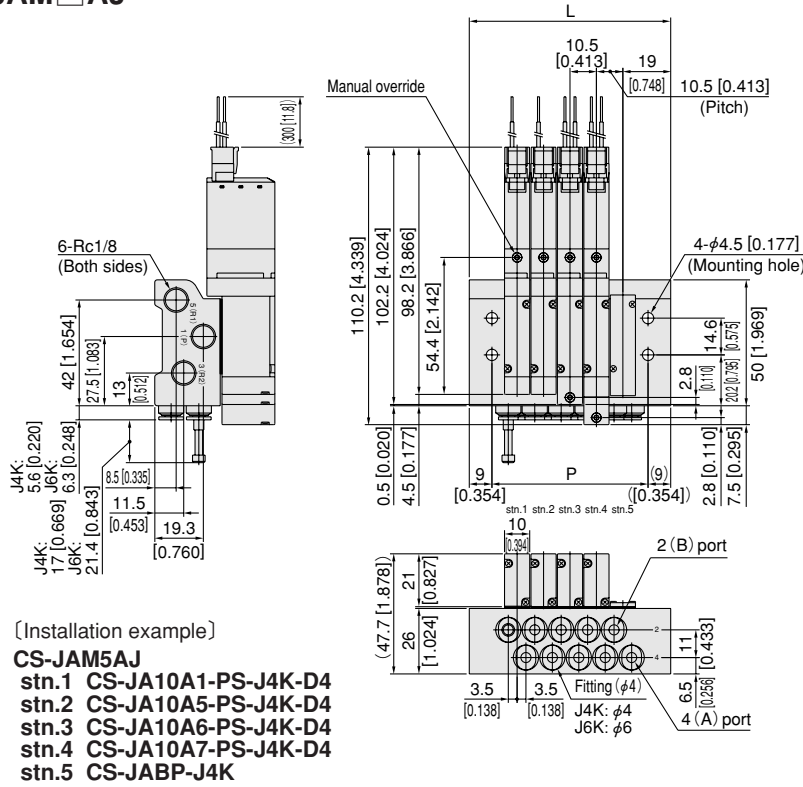 L
10.5
[0.413]
19
[0.748]
10.5 [0.413]
(Pitch)
Manual override
(300 [11.8])
6-Rc1/8
(Both sides)
5(R1)
1(P)
3(R2)
42 [1.654]
27.5 [1.083]
13
[0.512]
110.2 [4.339]
102.2 [4.024]
98.2 [3.866]
54.4 [2.142]
4-φ4.5 [0.177]
(Mounting hole)
14.6
[0.575]
2.8
[0.110]
20.2 [0.795]
50 [1.969]
J4K:
5.6 [0.220]
J6K:
6.3 [0.248]
8.5 [0.335]
11.5
[0.453]
19.3
[0.760]
J4K:
17 [0.669]
J6K:
21.4 [0.843]
0.5 [0.020]
4.5 [0.177]
9
[0.354]
P
(9)
([0.354])
2.8 [0.110]
7.5 [0.295]
stn.1 stn.2 stn.3 stn.4 stn.5
10
[0.394]
2(B) port
(47.7 [1.878])
21
[0.827]
26
[1.024]
2
4
11
[0.433]
6.5
[0.256]
3.5
[0.138]
3.5
[0.138]
Fitting(φ4)
J4K: φ4
J6K: φ6
4(A) port
〔Installation example〕
CS-JAM5AJ
stn.1 CS-JA10A1-PS-J4K-D4
stn.2 CS-JA10A5-PS-J4K-D4
stn.3 CS-JA10A6-PS-J4K-D4
stn.4 CS-JA10A7-PS-J4K-D4
stn.5 CS-JABP-J4K